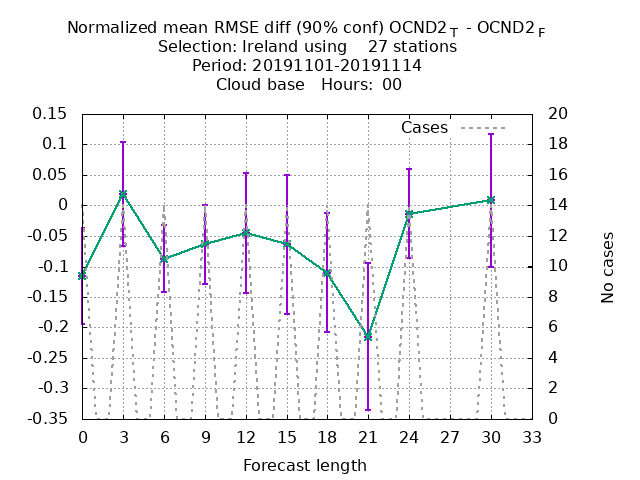 Normalized mean RMSE diff (90% conf) OCND2 T - OCND2 F
Selection: Ireland using 27 stations
Period: 20191101-20191114
Cloud base Hours: 00
Cases
0.15
0.1
0.05
0
-0.05
-0.1
-0.15
-0.2
-0.25
-0.3
-0.35
20
18
16
14
12
10
8
6
4
2
0
No cases
0 3 6 9 12 15 18 21 24 27 30 33
Forecast length